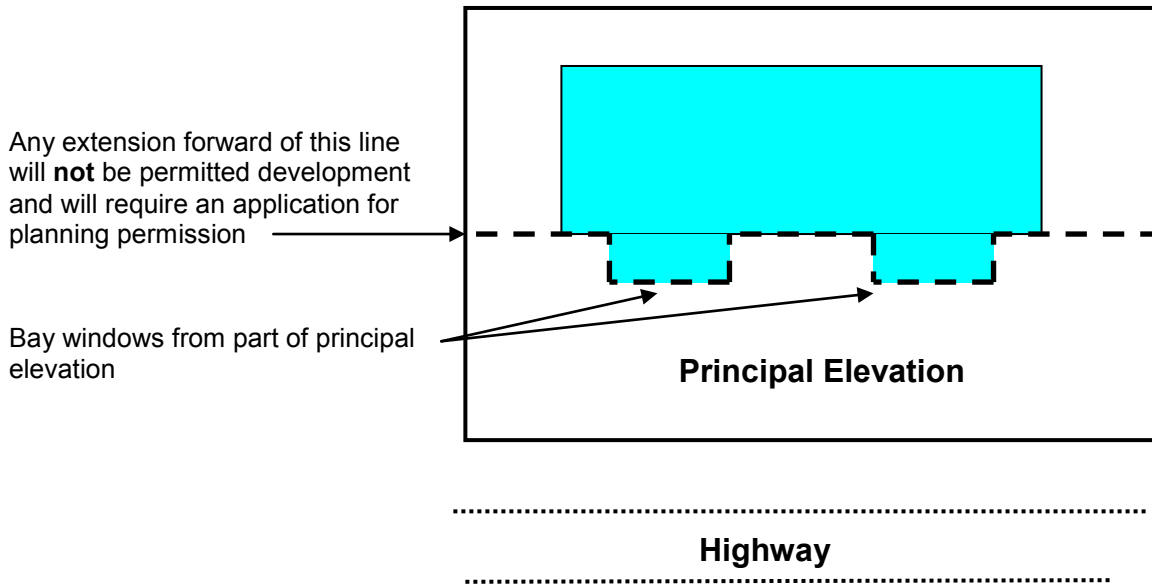 Any extension forward of this line
will not be permitted development
and will require an application for
planning permission
Bay windows from part of principal
elevation
Principal Elevation
Highway